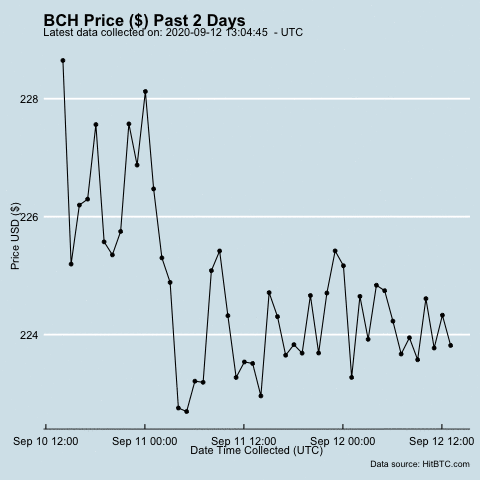 BCH Price ($) Past 2 Days
Latest data collected on: 2020-09-12 13:04:45  - UTC
228
226
224
Price USD ($)
Sep 10 12:00 Sep 11 00:00 Sep 11 12:00 Sep 12 00:00 Sep 12 12:00
Date Time Collected (UTC)
Data source: HitBTC.com